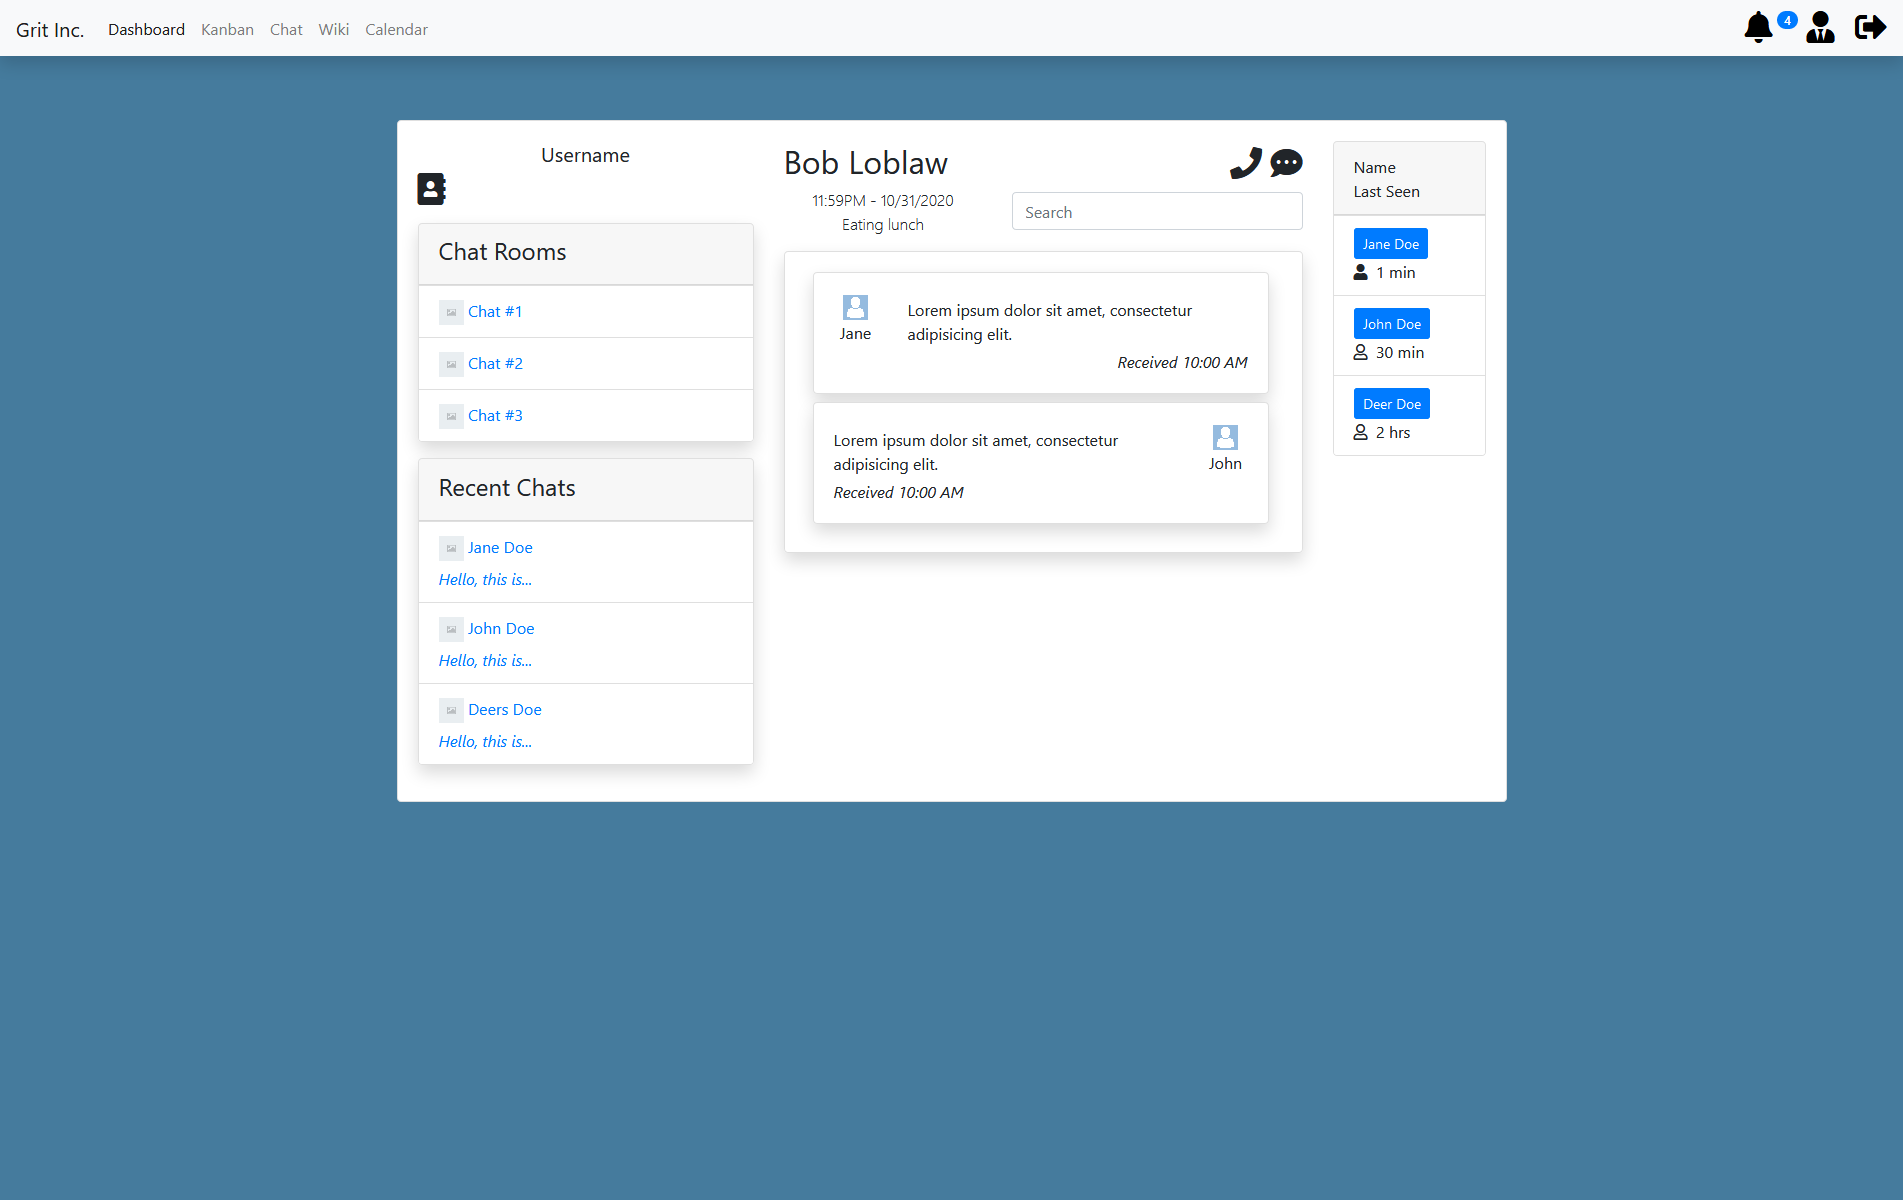 Grit Inc. Dashboard Kanban Chat Wiki Calendar 4
Username
Chat Rooms
Chat #1
Chat #2
Chat #3
Recent Chats
Jane Doe
Hello, this is...
John Doe
Hello, this is...
Deers Doe
Hello, this is...
Bob Loblaw
11:59PM - 10/31/2020
Eating lunch
Search
Jane
Lorem ipsum dolor sit amet, consectetur
adipisicing elit.
Received 10:00 AM
Lorem ipsum dolor sit amet, consectetur
adipisicing elit.
Received 10:00 AM
John
Name
Last Seen
Jane Doe
1 min
John Doe
30 min
Deer Doe
2 hrs